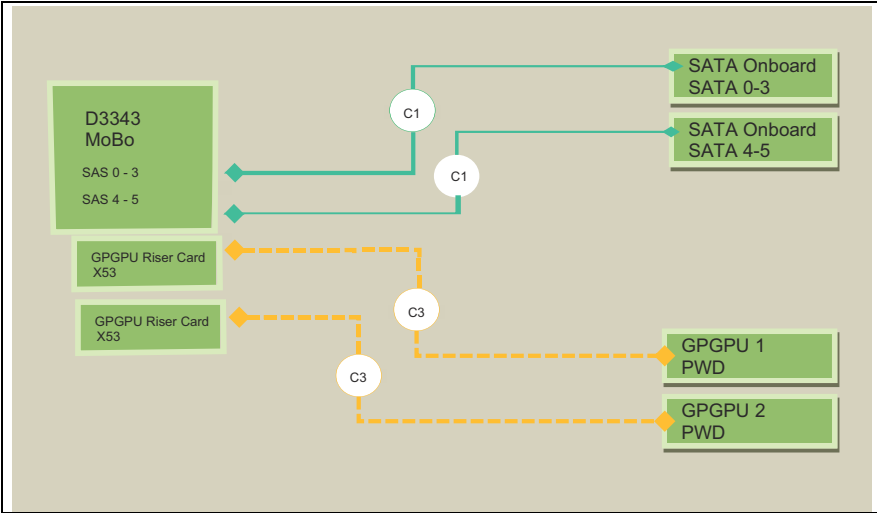 D3343
MoBo
SAS 0 - 3
SAS 4 - 5
GPGPU Riser Card
X53
GPGPU Riser Card
X53
C1
C1
C3
C3
SATA Onboard
SATA 0-3
SATA Onboard
SATA 4-5
GPGPU 1
PWD
GPGPU 2
PWD